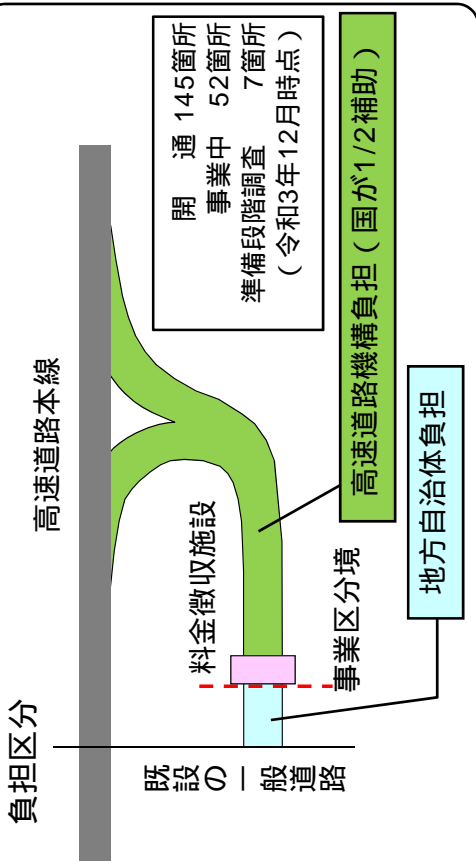 負担区分
高速道路本線
開　通 145箇所
事業中　52箇所
準備段階調査　7箇所
（令和3年12月時点）
料金徴収施設
高速道路機構負担（国が1/2補助）
事業区分境
地方自治体負担
既設の一般道路